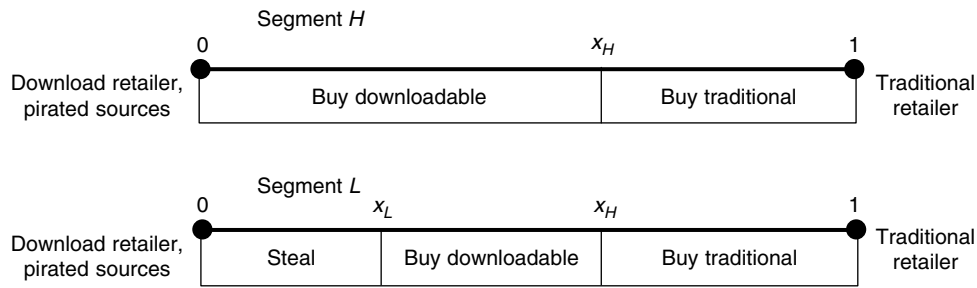 Segment H
0
x_H
1
Download retailer,
pirated sources
Buy downloadable
Buy traditional
Traditional
retailer
Segment L
0
x_L
x_H
1
Download retailer,
pirated sources
Steal
Buy downloadable
Buy traditional
Traditional
retailer